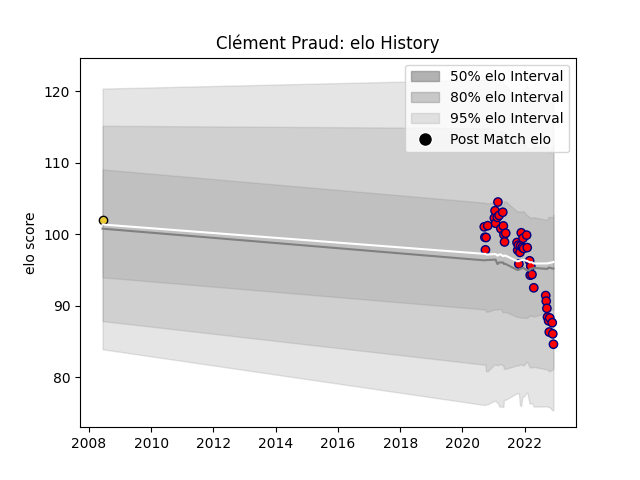 Clément Praud: elo History
50% elo Interval
80% elo Interval
95% elo Interval
Post Match elo
elo score
120
110
100
90
80
2008
2010
2012
2014
2016
2018
2020
2022